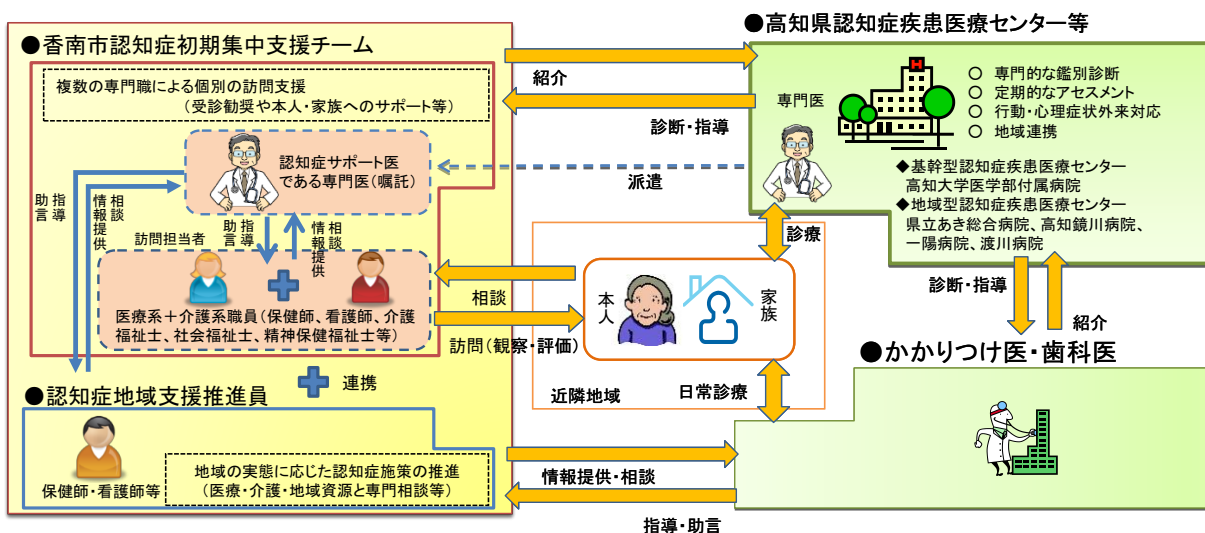 ●香南市認知症初期集中支援チーム
複数の専門職による個別の訪問支援
(受診勧奨や本人・家族へのサポート等)
認知症サポート医
である専門医(嘱託)
指導
助言
相談
情報提供
訪問担当者
指導
助言
相談
情報提供
医療系+介護系職員(保健師、看護師、介護
福祉士、社会福祉士、精神保健福祉士等)
連携
●認知症地域支援推進員
保健師・看護師等
地域の実態に応じた認知症施策の推進
(医療・介護・地域資源と専門相談等)
紹介
診断・指導
派遣
相談
訪問(観察・評価)
本人
家族
近隣地域
診療
日常診療
情報提供・相談
指導・助言
●高知県認知症疾患医療センター等
専門医
H
○ 専門的な鑑別診断
○ 定期的なアセスメント
○ 行動・心理症状外来対応
○ 地域連携
◆基幹型認知症疾患医療センター
高知大学医学部付属病院
◆地域型認知症疾患医療センター
県立あき総合病院、高知鏡川病院、
一陽病院、渡川病院
診断・指導
紹介
●かかりつけ医・歯科医